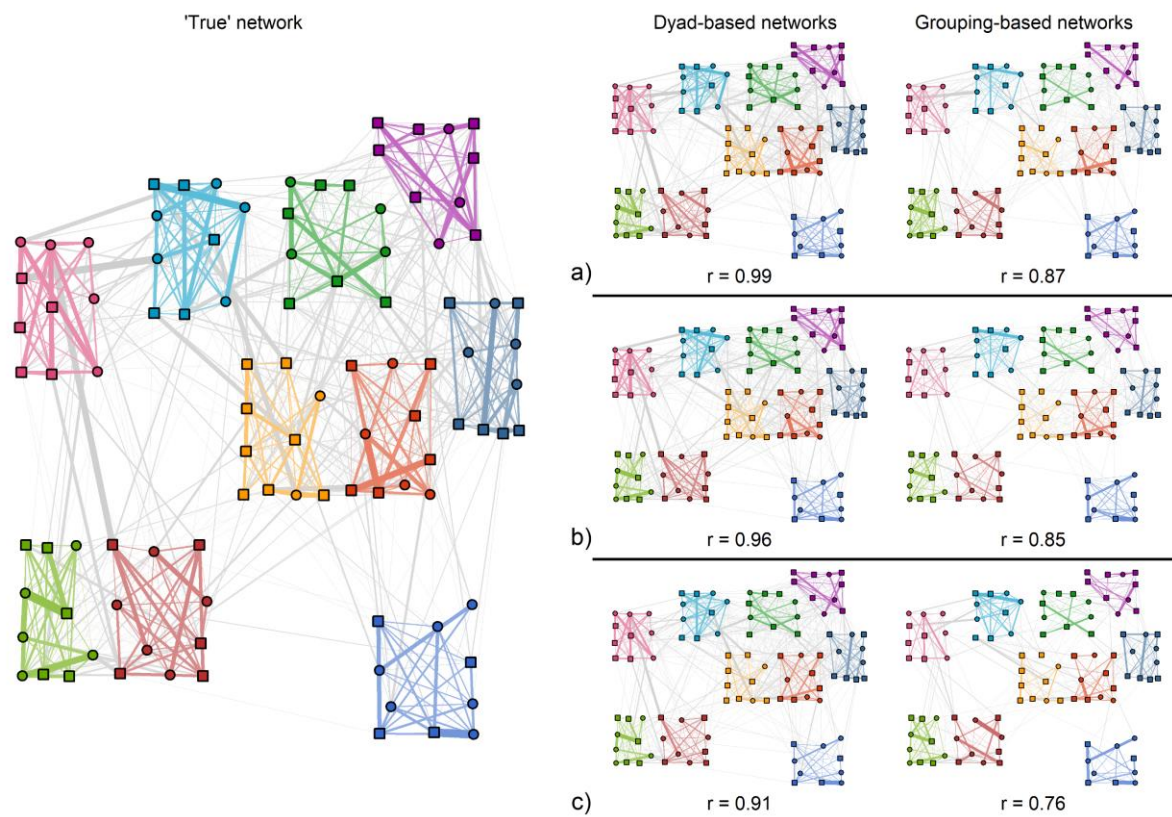 'True' network
Dyad-based networks
Grouping-based networks
a)
r = 0.99
r = 0.87
b)
r = 0.96
r = 0.85
c)
r = 0.91
r = 0.76